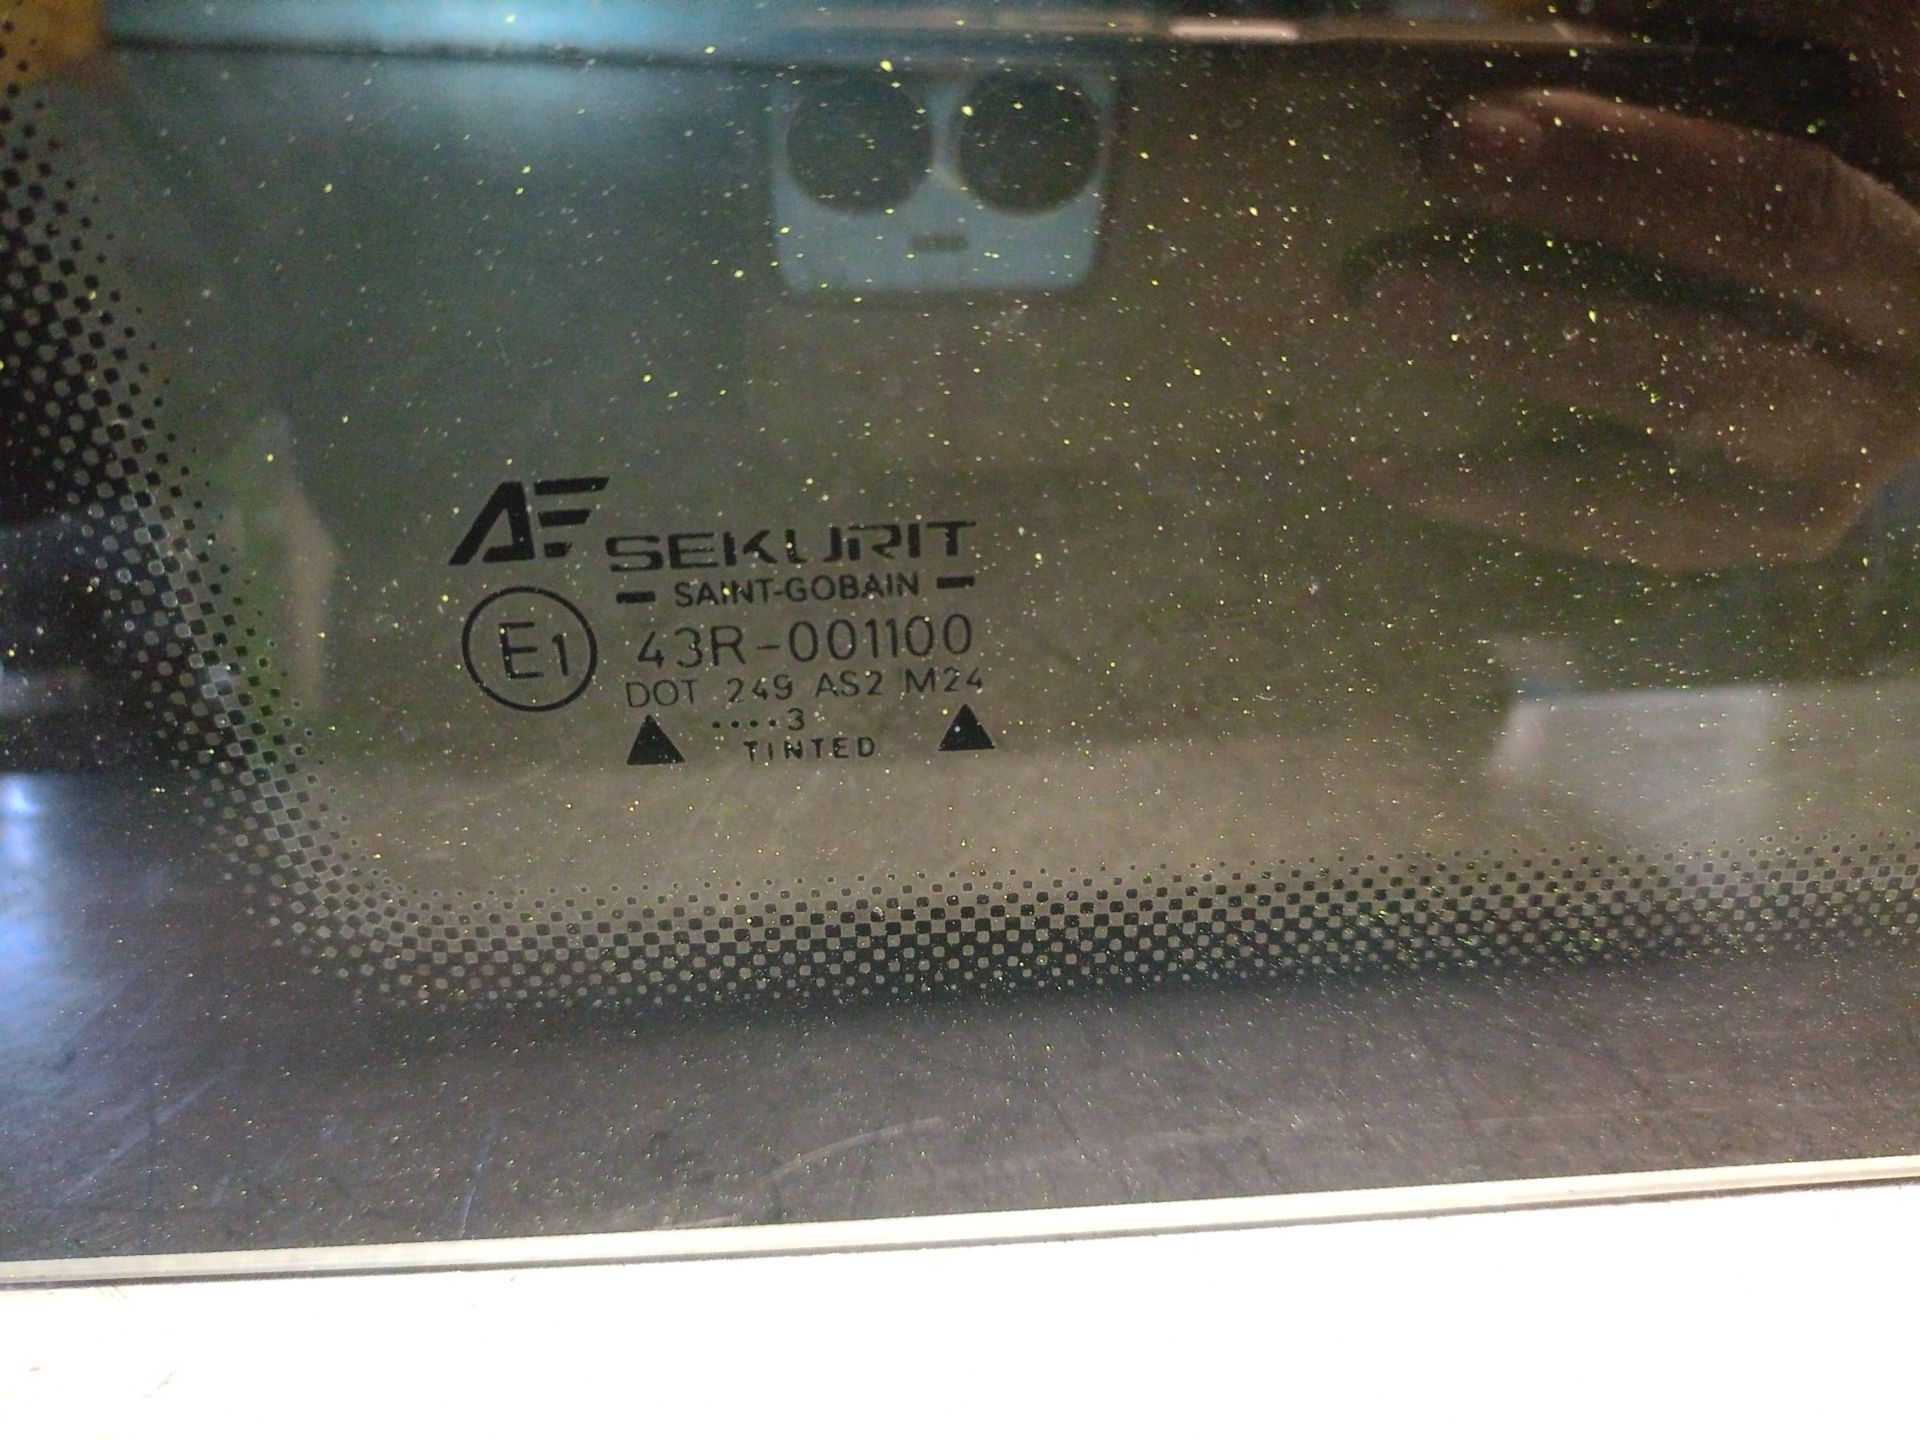 AF SEKURIT
SAINT-GOBAIN
E1 43R-001100
DOT 249 AS2 M24
....3
TINTED